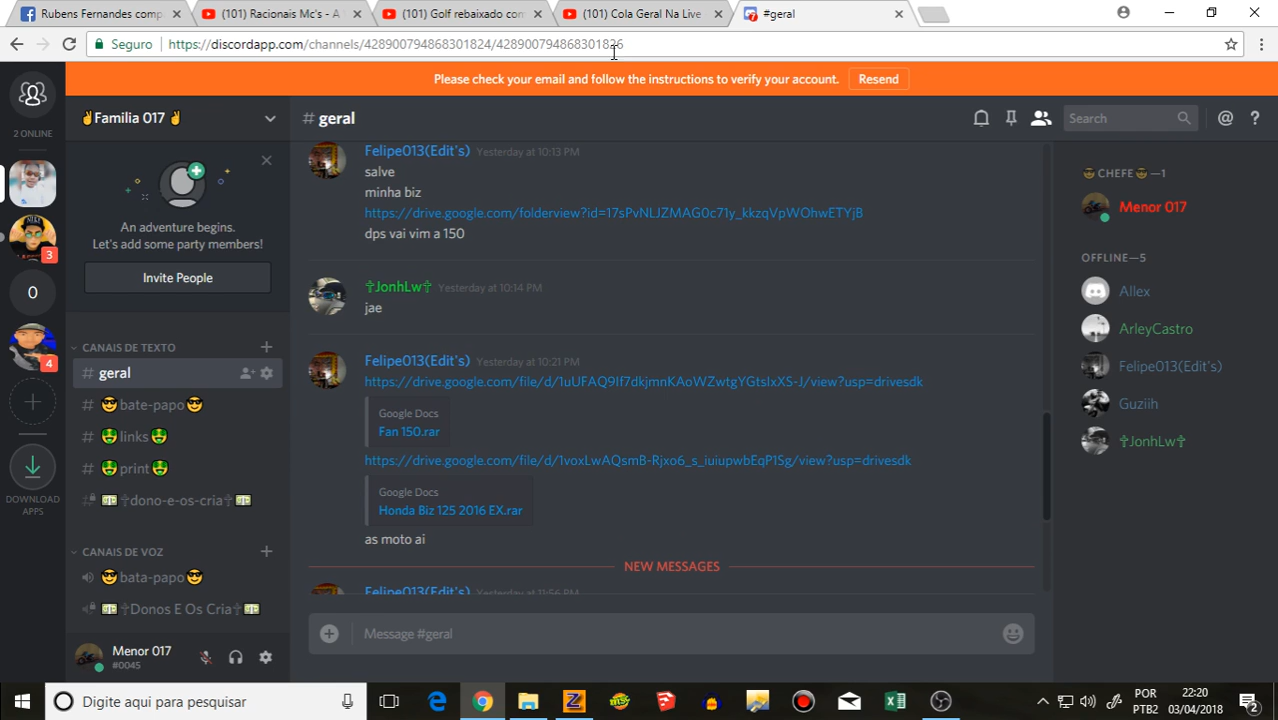 Rubens Fernandes comp
(101) Racionais Mc's - A
(101) Golf rebaixado com
(101) Cola Geral Na Live
#geral
Seguro
https://discordapp.com/channels/428900794868301824/428900794868301826
Please check your email and follow the instructions to verify your account.
Resend
✌Familia 017✌
# geral
Search
2 ONLINE
3
0
4
DOWNLOAD
APPS
An adventure begins.
Let's add some party members!
Invite People
CANAIS DE TEXTO
# geral
# 😎bate-papo😎
# 🤑links🤑
# 🤑print🤑
# 💵✞dono-e-os-cria✞💵
CANAIS DE VOZ
😎bata-papo😎
💵✞Donos E Os Cria✞💵
Menor 017
#0045
Felipe013(Edit's) Yesterday at 10:13 PM
salve
minha biz
https://drive.google.com/folderview?id=17sPvNLJZMAG0c71y_kkzqVpWOhwETYjB
dps vai vim a 150
✞JonhLw✞ Yesterday at 10:14 PM
jae
Felipe013(Edit's) Yesterday at 10:21 PM
https://drive.google.com/file/d/1uUFAQ9If7dkjmnKAoWZwtgYGtsIxXS-J/view?usp=drivesdk
Google Docs
Fan 150.rar
https://drive.google.com/file/d/1voxLwAQsmB-Rjxo6_s_iuiupwbEqP1Sg/view?usp=drivesdk
Google Docs
Honda Biz 125 2016 EX.rar
as moto ai
NEW MESSAGES
Felipe013(Edit's) Yesterday at 11:56 PM
Message #geral
😎CHEFE😎—1
Menor 017
OFFLINE—5
Allex
ArleyCastro
Felipe013(Edit's)
Guziih
✞JonhLw✞
Digite aqui para pesquisar
POR
PTB2
22:20
03/04/2018
2